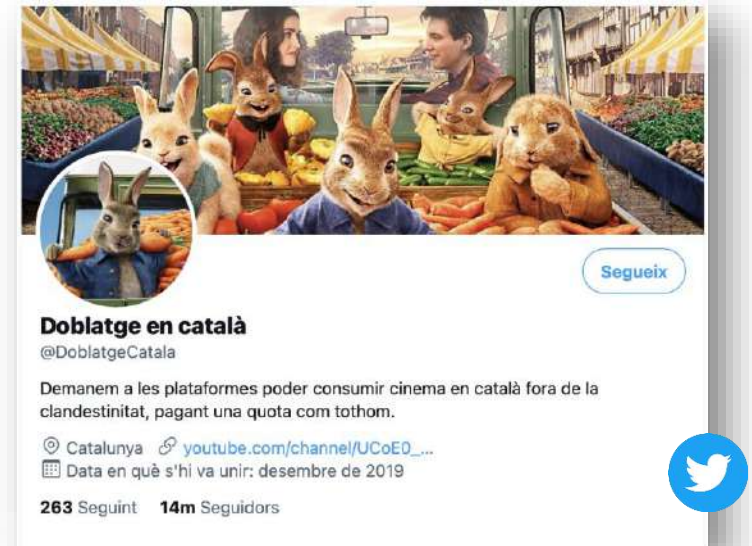 Segueix
Doblatge en català
@DoblatgeCatala
Demanem a les plataformes poder consumir cinema en català fora de la
clandestinitat, pagant una quota com tothom.
Catalunya youtube.com/channel/UCoE0_...
Data en què s'hi va unir: desembre de 2019
263 Seguint 14m Seguidors